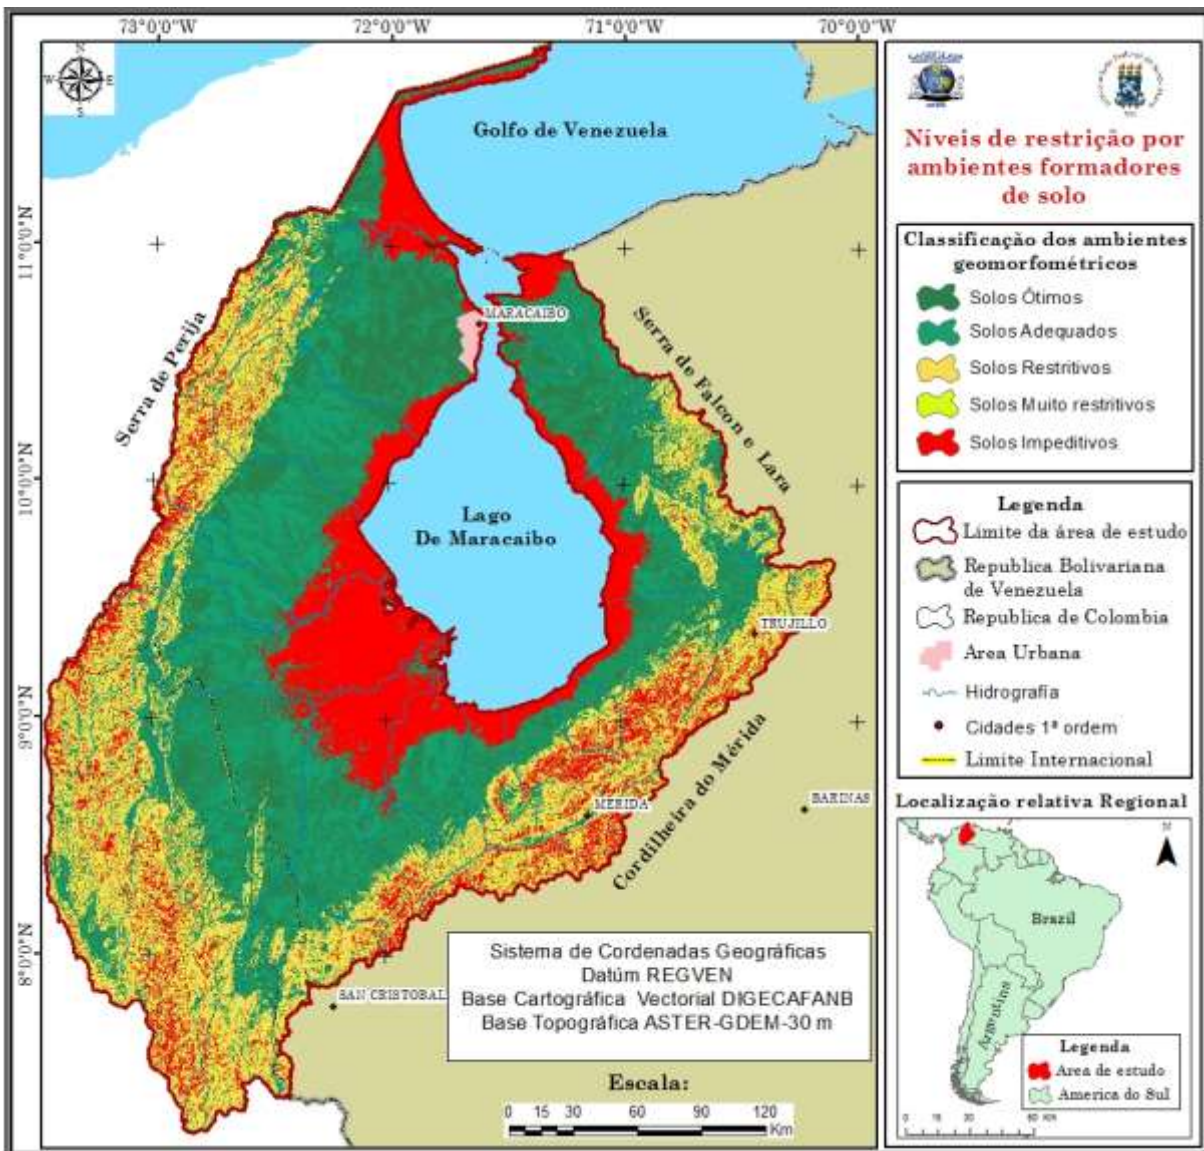 73°0'0"W
72°0'0"W
71°0'0"W
70°0'0"W
N
W
E
S
11°0'0"N
10°0'0"N
9°0'0"N
8°0'0"N
Golfo de Venezuela
MARACAIBO
Serra de Perija
Serra de Falcon e Lara
Lago
De Maracaibo
TRUJILLO
MERIDA
BARINAS
Cordilheira do Mérida
SAN CRISTOBAL
Sistema de Cordenadas Geográficas
Datúm REGVEN
Base Cartográfica Vectorial DIGECAFANB
Base Topográfica ASTER-GDEM-30 m
Escala:
0 15 30 60 90 120
Km
Níveis de restrição por
ambientes formadores
de solo
Classificação dos ambientes
geomorfométricos
Solos Ótimos
Solos Adequados
Solos Restritivos
Solos Muito restritivos
Solos Impeditivos
Legenda
Límite da área de estudo
Republica Bolivariana
de Venezuela
Republica de Colombia
Area Urbana
Hidrografía
Cidades 1ª ordem
Límite Internacional
Localização relativa Regional
N
Brazil
Argentina
Legenda
Area de estudo
America do Sul